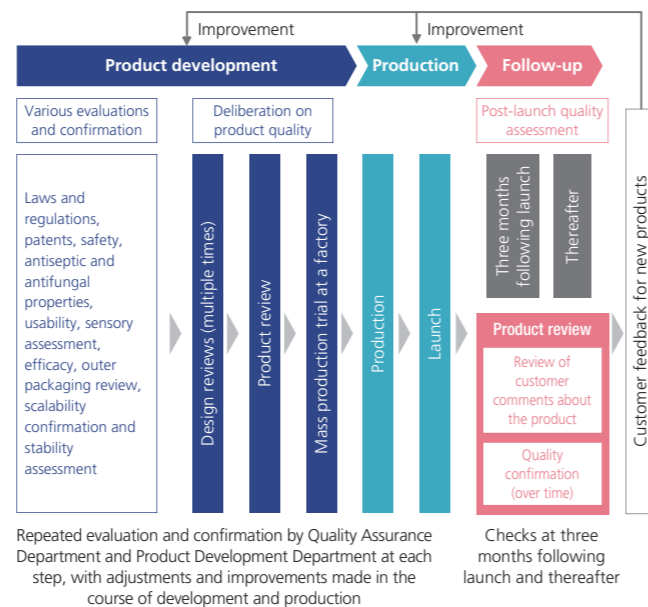 Improvement
Improvement
Product development
Production
Follow-up
Various evaluations
and confirmation
Deliberation on
product quality
Post-launch quality
assessment
Laws and
regulations,
patents, safety,
antiseptic and
antifungal
properties,
usability, sensory
assessment,
efficacy, outer
packaging review,
scalability
confirmation and
stability
assessment
Design reviews (multiple times)
Product review
Mass production trial at a factory
Production
Launch
Three months
following launch
Thereafter
Product review
Review of
customer
comments about
the product
Quality
confirmation
(over time)
Customer feedback for new products
Repeated evaluation and confirmation by Quality Assurance
Department and Product Development Department at each
step, with adjustments and improvements made in the
course of development and production
Checks at three
months following
launch and thereafter